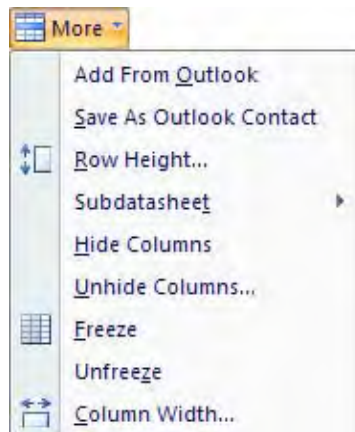 More
Add From Outlook
Save As Outlook Contact
Row Height...
Subdatasheet
Hide Columns
Unhide Columns...
Freeze
Unfreeze
Column Width...